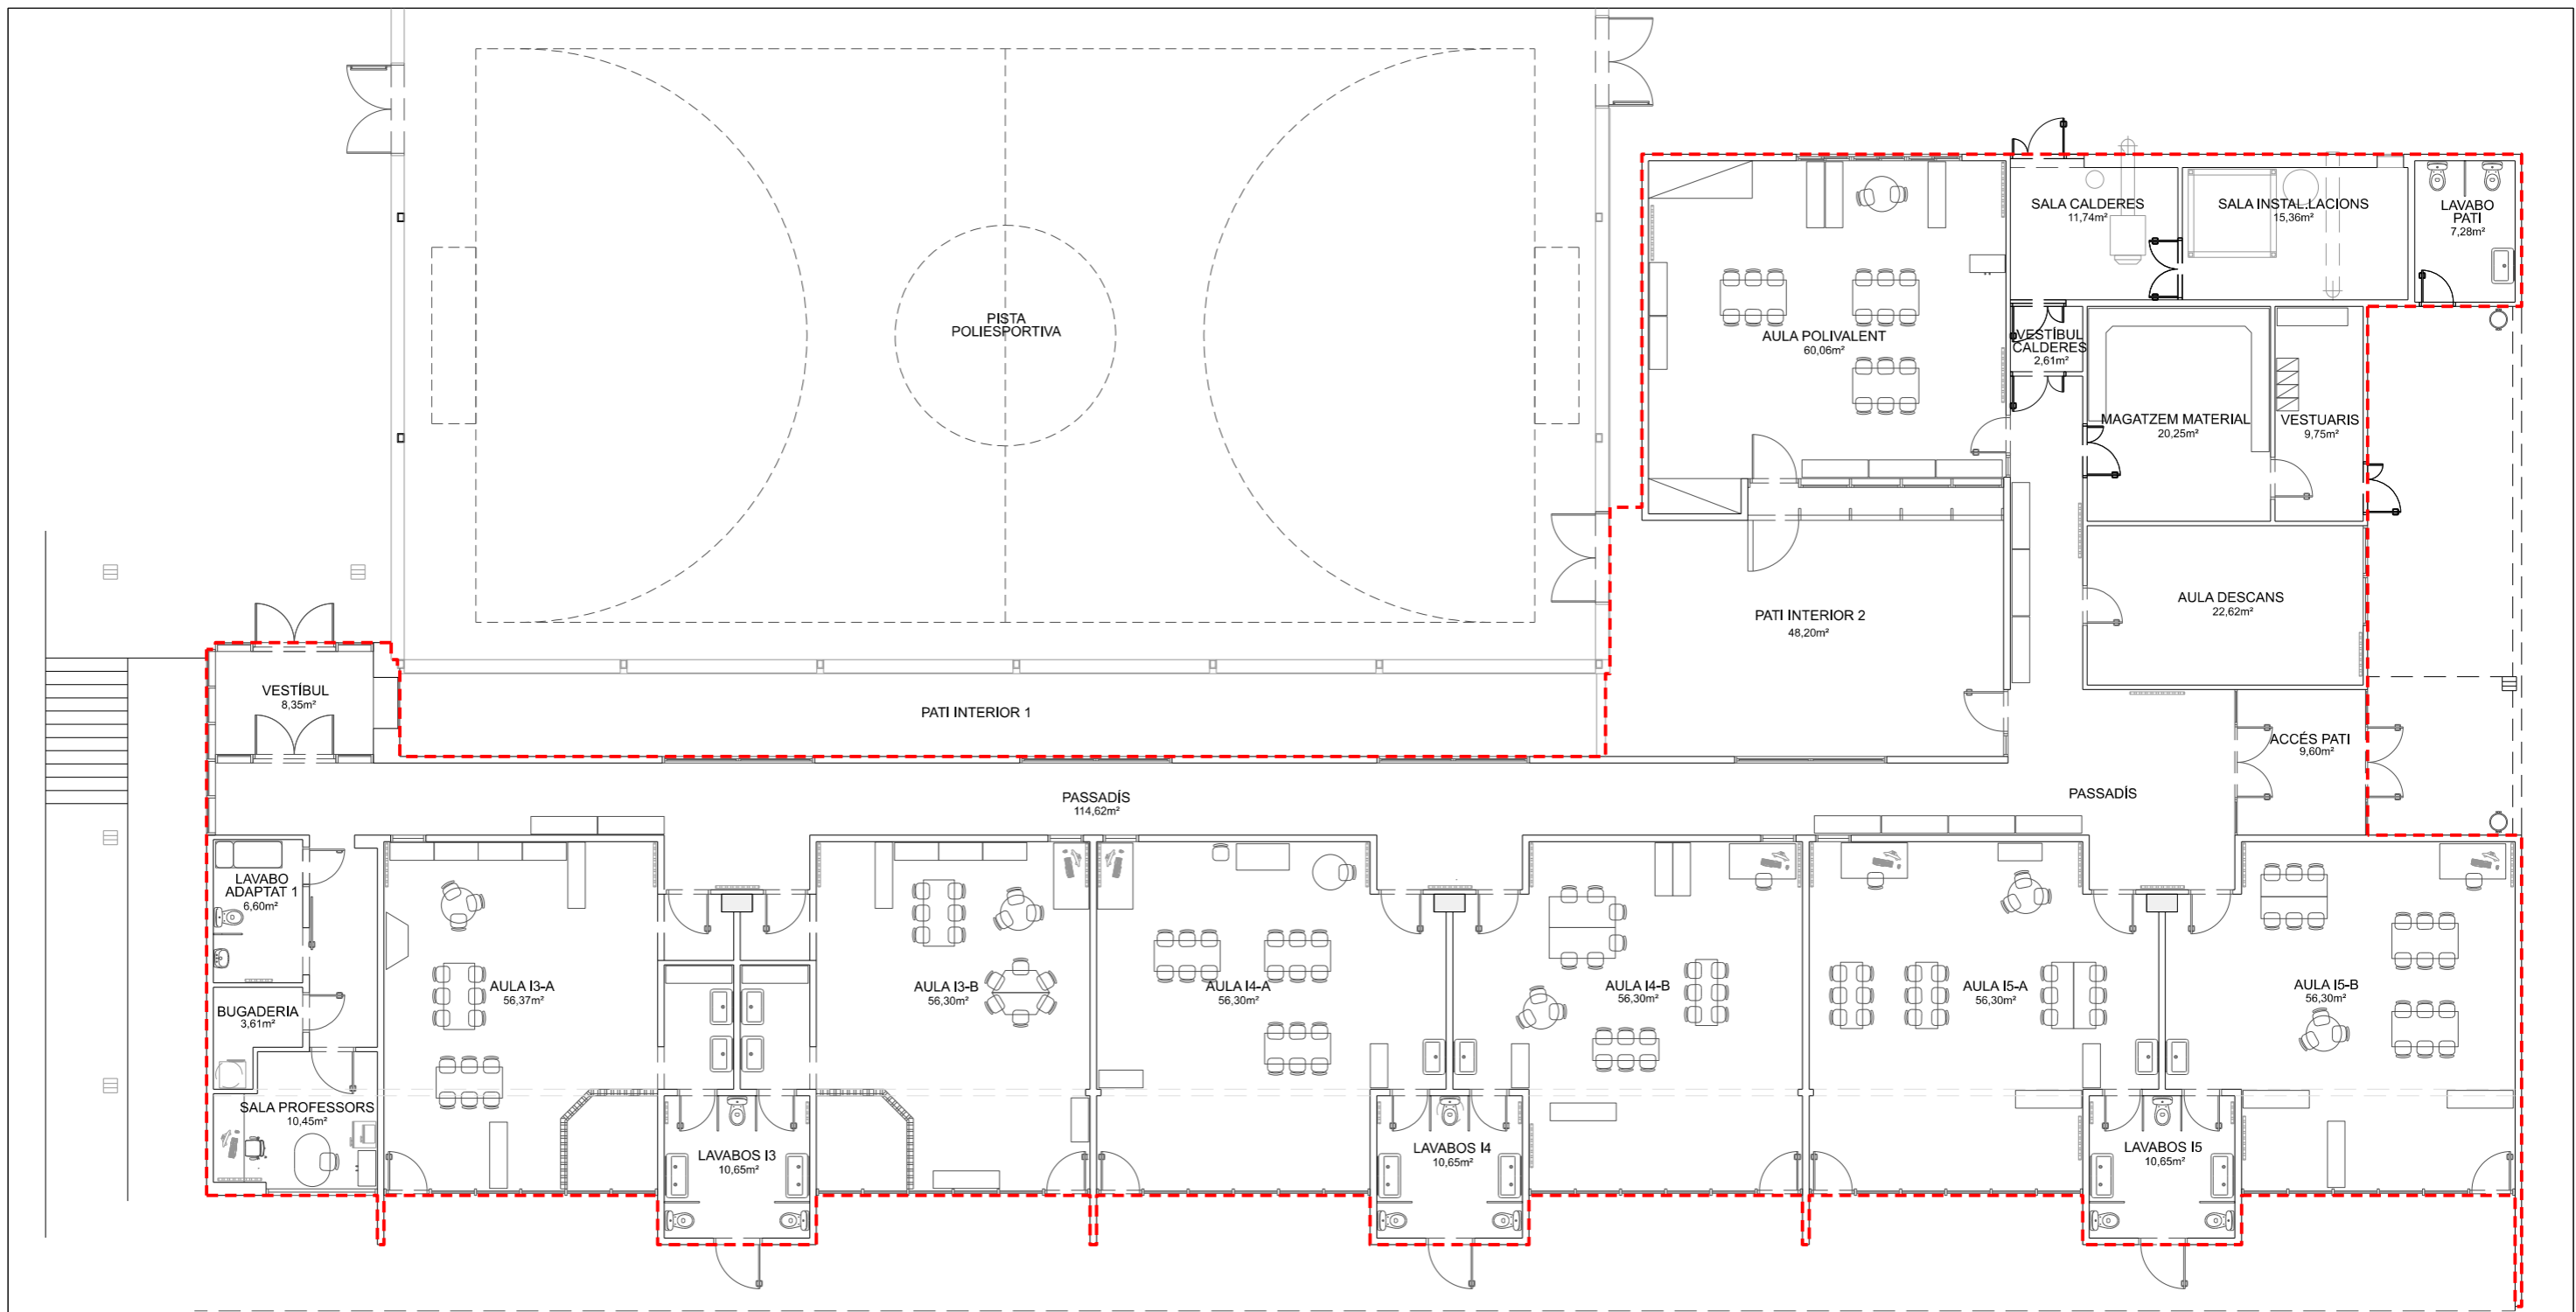 SALA CALDERES
11,74m²
SALA INSTAL.LACIONS
15,36m²
LAVABO
PATI
7,28m²
PISTA
POLIESPORTIVA
AULA POLIVALENT
60,06m²
VESTÍBUL
CALDERES
2,61m²
MAGATZEM MATERIAL
20,25m²
VESTUARIS
9,75m²
AULA DESCANS
22,62m²
PATI INTERIOR 2
48,20m²
VESTÍBUL
8,35m²
PATI INTERIOR 1
ACCÉS PATI
9,60m²
PASSADÍS
114,62m²
PASSADÍS
LAVABO
ADAPTAT 1
6,60m²
AULA I3-A
56,37m²
AULA I3-B
56,30m²
AULA I4-A
56,30m²
AULA I4-B
56,30m²
AULA I5-A
56,30m²
AULA I5-B
56,30m²
BUGADERIA
3,61m²
SALA PROFESSORS
10,45m²
LAVABOS I3
10,65m²
LAVABOS I4
10,65m²
LAVABOS I5
10,65m²